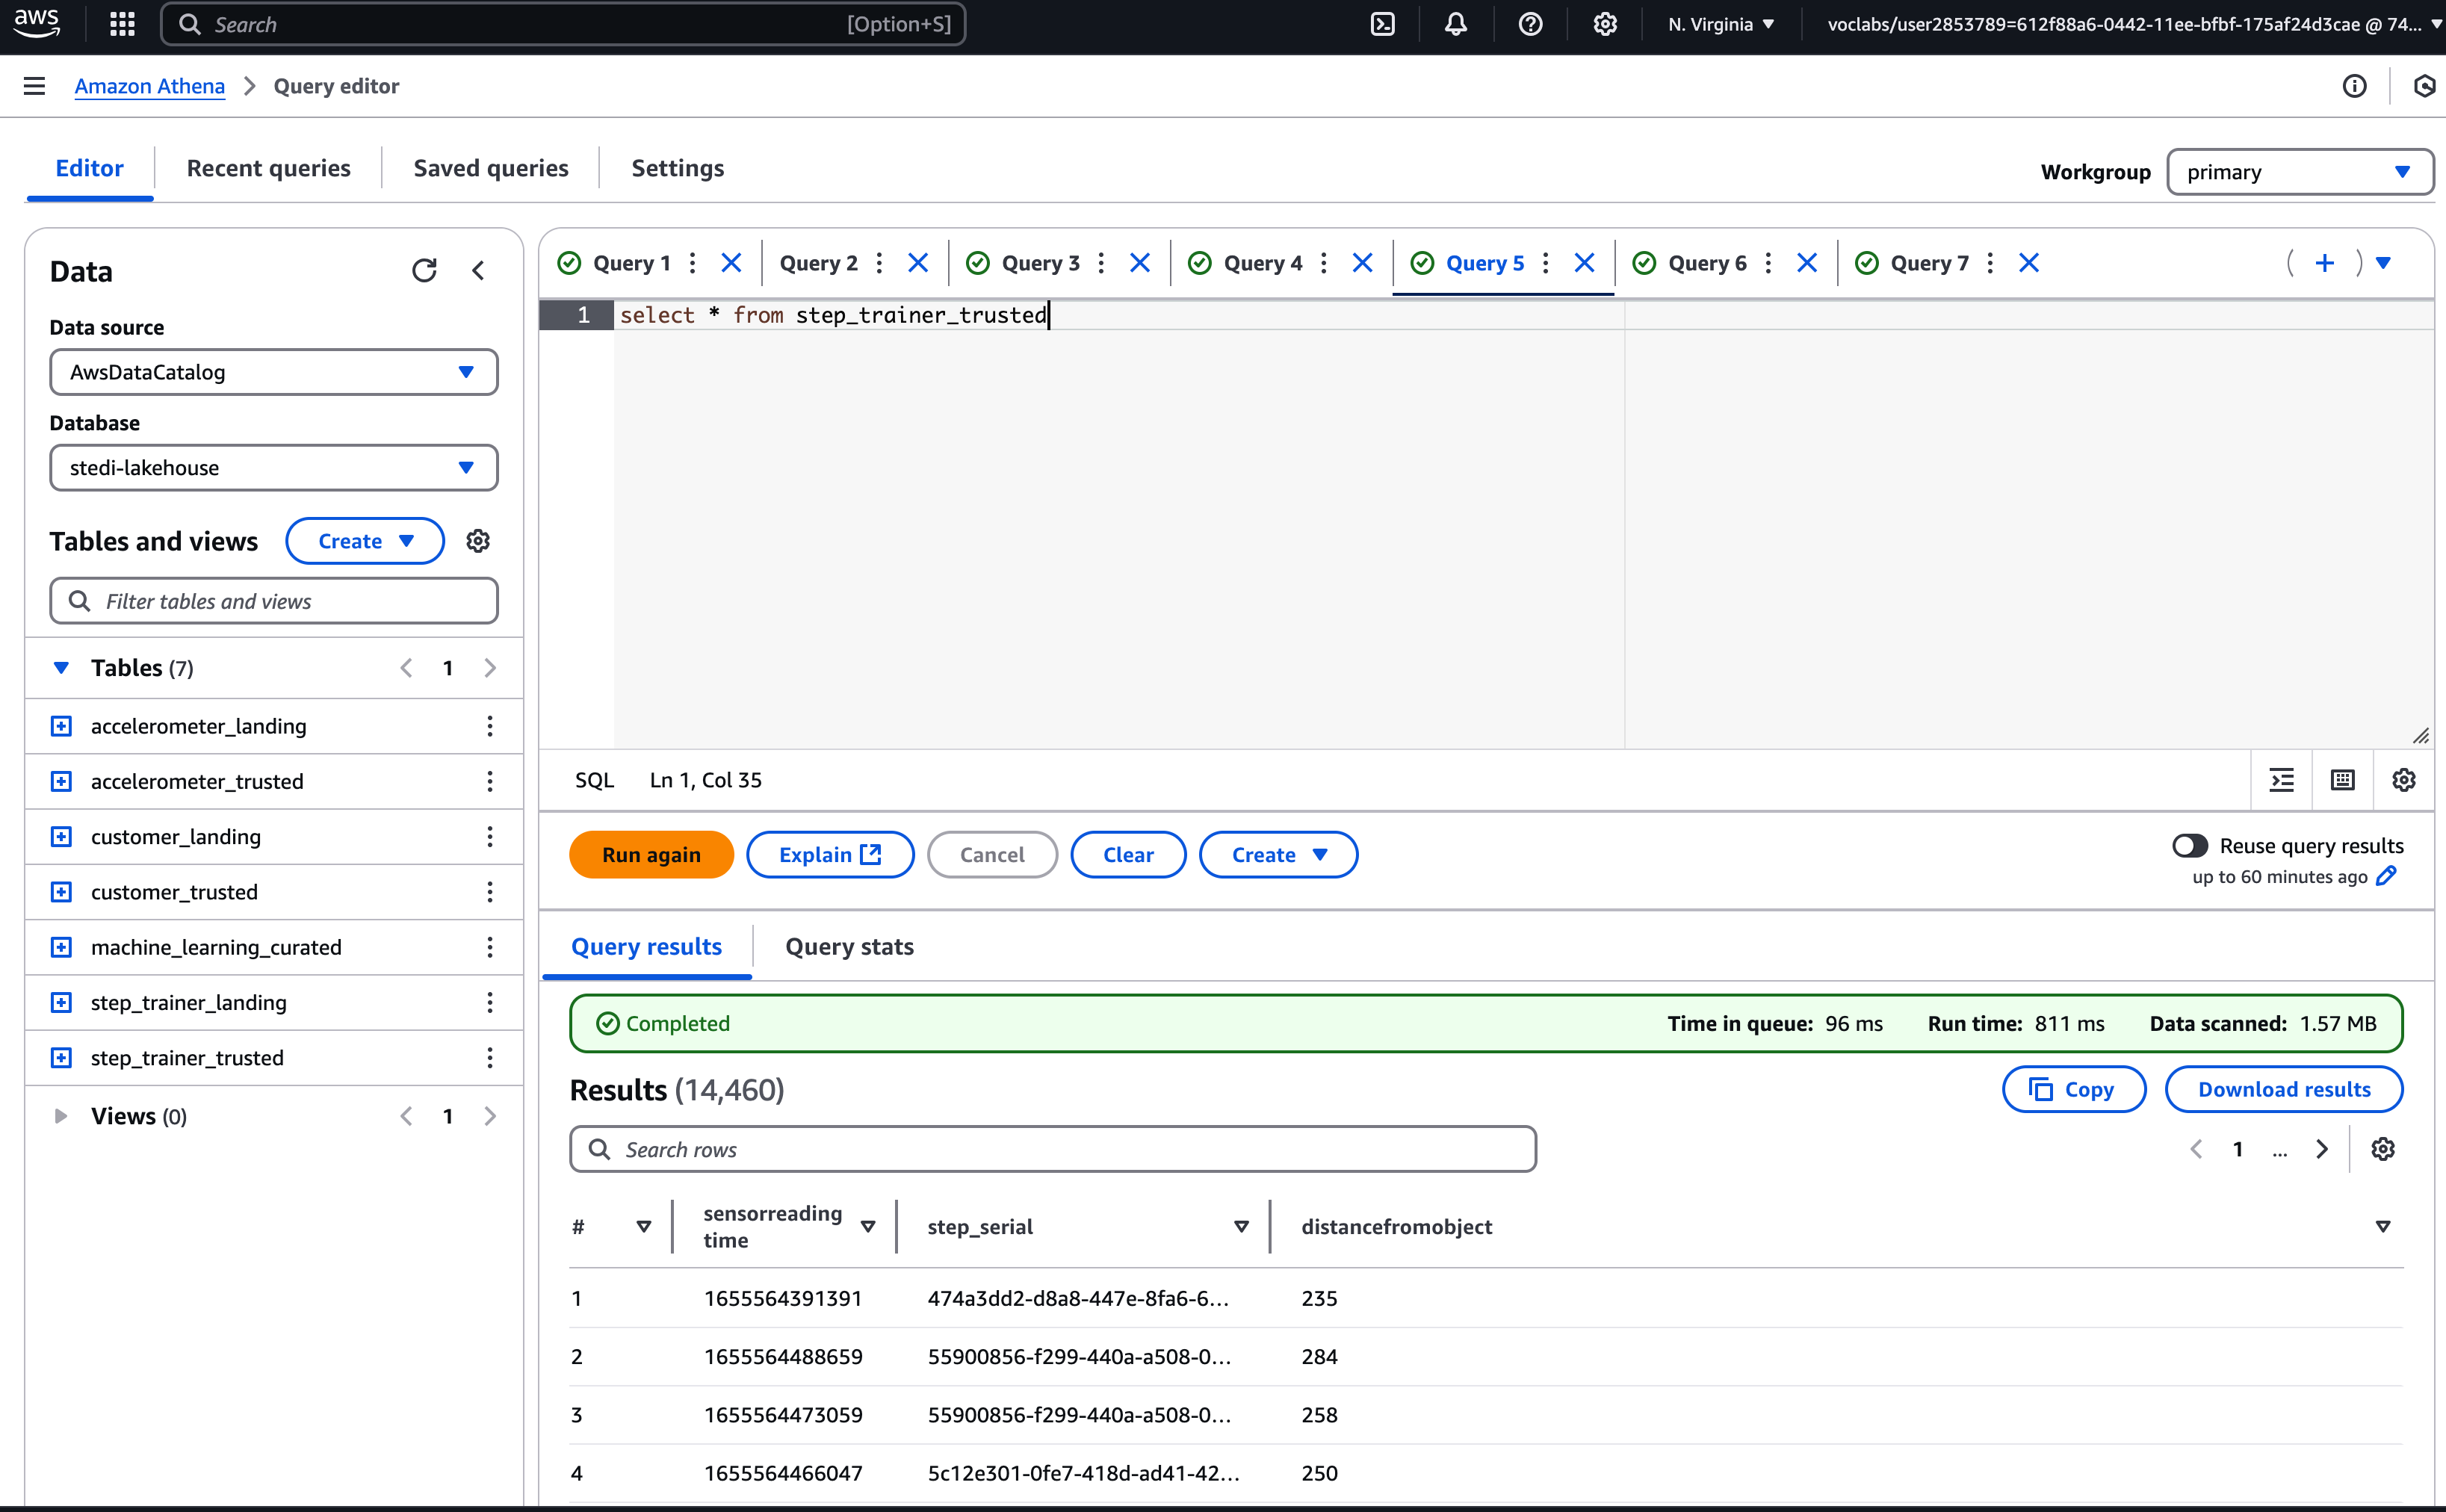 aws
Search [Option+S]
N. Virginia
voclabs/user2853789=612f88a6-0442-11ee-bfbf-175af24d3cae @ 74...
Amazon Athena
Query editor
Editor
Recent queries
Saved queries
Settings
Workgroup
primary
Data
Data source
AwsDataCatalog
Database
stedi-lakehouse
Tables and views
Create
Filter tables and views
Tables (7)
1
accelerometer_landing
accelerometer_trusted
customer_landing
customer_trusted
machine_learning_curated
step_trainer_landing
step_trainer_trusted
Views (0)
1
Query 1
Query 2
Query 3
Query 4
Query 5
Query 6
Query 7
1 select * from step_trainer_trusted
SQL Ln 1, Col 35
Run again
Explain
Cancel
Clear
Create
Reuse query results
up to 60 minutes ago
Query results
Query stats
Completed
Time in queue: 96 ms Run time: 811 ms Data scanned: 1.57 MB
Results (14,460)
Copy
Download results
Search rows
1 ...
# sensorreading
time step_serial distancefromobject
1 1655564391391 474a3dd2-d8a8-447e-8fa6-6... 235
2 1655564488659 55900856-f299-440a-a508-0... 284
3 1655564473059 55900856-f299-440a-a508-0... 258
4 1655564466047 5c12e301-0fe7-418d-ad41-42... 250